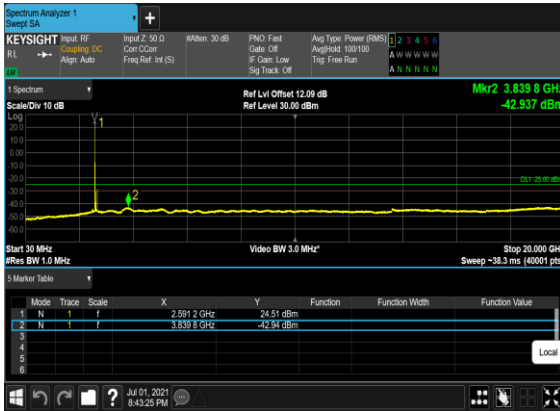 Spectrum Analyzer 1
Swept SA
+
KEYSIGHT Input: RF Input Z: 50 Ω #Atten: 30 dB PNO: Fast Avg Type: Power (RMS) 1 2 3 4 5 6
RL Coupling: DC Corr CCorr Gate: Off Avg|Hold: 100/100 A W W W W W
Align: Auto Freq Ref: Int (S) IF Gain: Low Trig: Free Run
Sig Track: Off A N N N N N
LW
1 Spectrum Ref Lvl Offset 12.09 dB Mkr2 3.839 8 GHz
Scale/Div 10 dB Ref Level 30.00 dBm -42.937 dBm
Log
20.0
10.0
0.00
-10.0
-20.0
-30.0
-40.0
-50.0
-60.0
1
2
DL1 -25.00 dBm
Start 30 MHz Video BW 3.0 MHz* Stop 20.000 GHz
#Res BW 1.0 MHz Sweep ~38.3 ms (40001 pts)
5 Marker Table
Mode Trace Scale X Y Function Function Width Function Value
1 N 1 f 2.591 2 GHz 24.51 dBm
2 N 1 f 3.839 8 GHz -42.94 dBm
3
4
5
6
Local
? Jul 01, 2021
8:43:25 PM